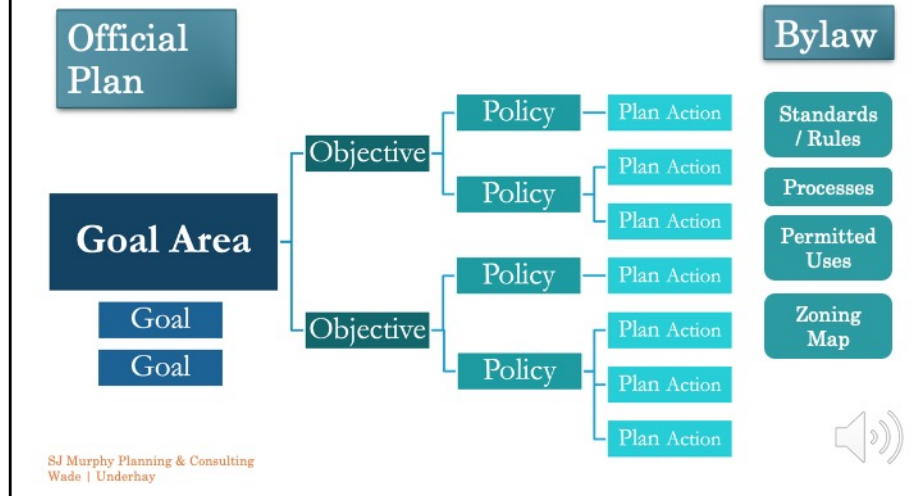 Official
Plan
Bylaw
Goal Area
Goal
Goal
Objective
Objective
Policy
Policy
Policy
Policy
Plan Action
Plan Action
Plan Action
Plan Action
Plan Action
Plan Action
Plan Action
Standards
/ Rules
Processes
Permitted
Uses
Zoning
Map
SJ Murphy Planning & Consulting
Wade | Underhay